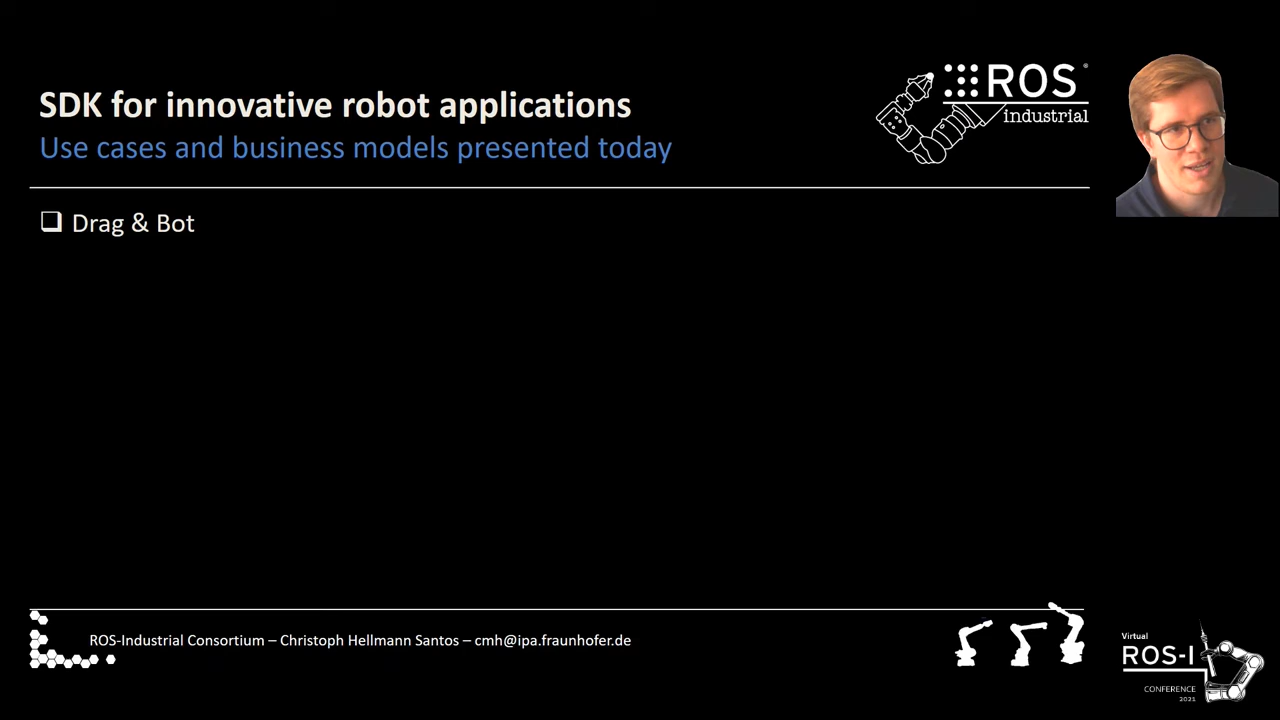 SDK for innovative robot applications
Use cases and business models presented today
ROS
industrial
Drag & Bot
ROS-Industrial Consortium – Christoph Hellmann Santos – cmh@ipa.fraunhofer.de
Virtual
ROS-I
CONFERENCE
2021